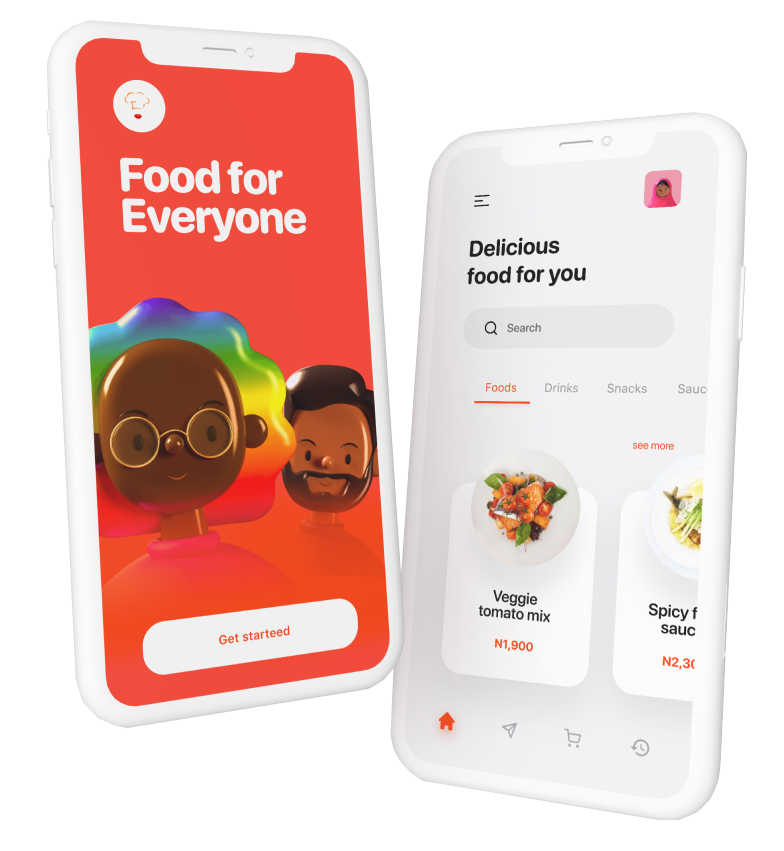 Food for
Everyone
Get starteed
Delicious
food for you
Search
Foods Drinks Snacks Sauc
see more
Veggie
tomato mix
N1,900
Spicy f
sauc
N2,30